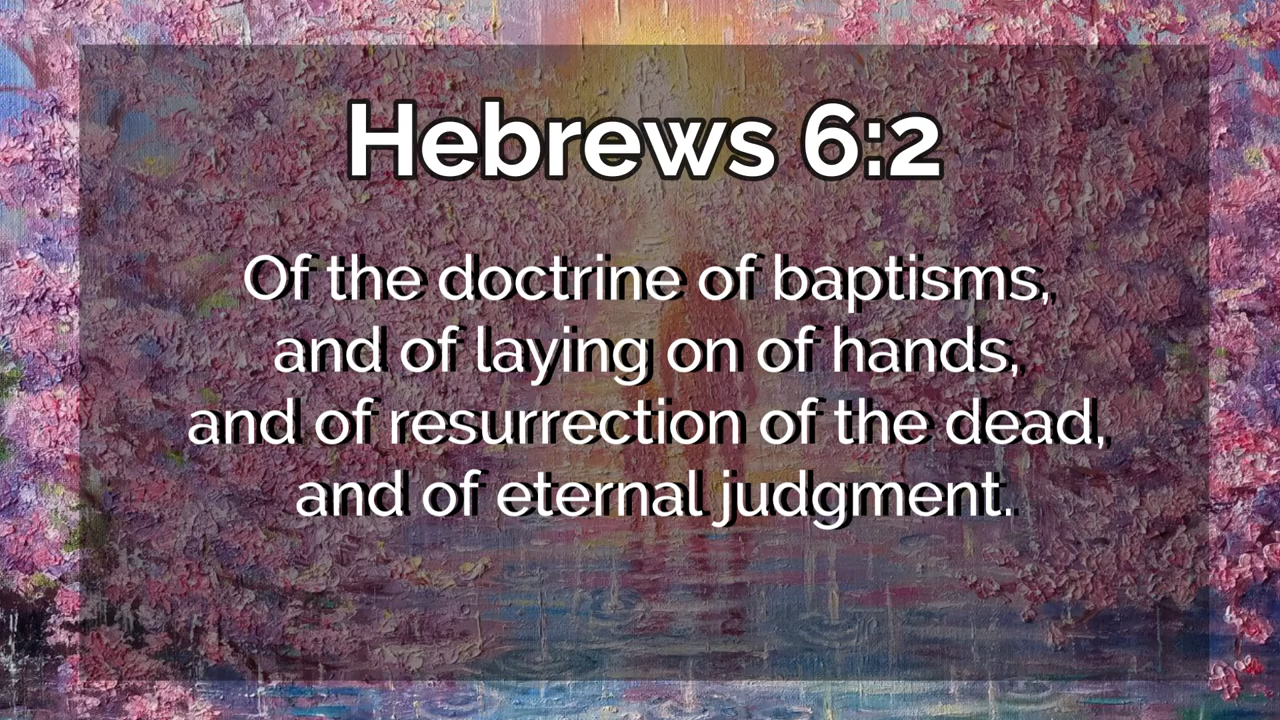 Hebrews 6:2
Of the doctrine of baptisms,
and of laying on of hands,
and of resurrection of the dead,
and of eternal judgment.